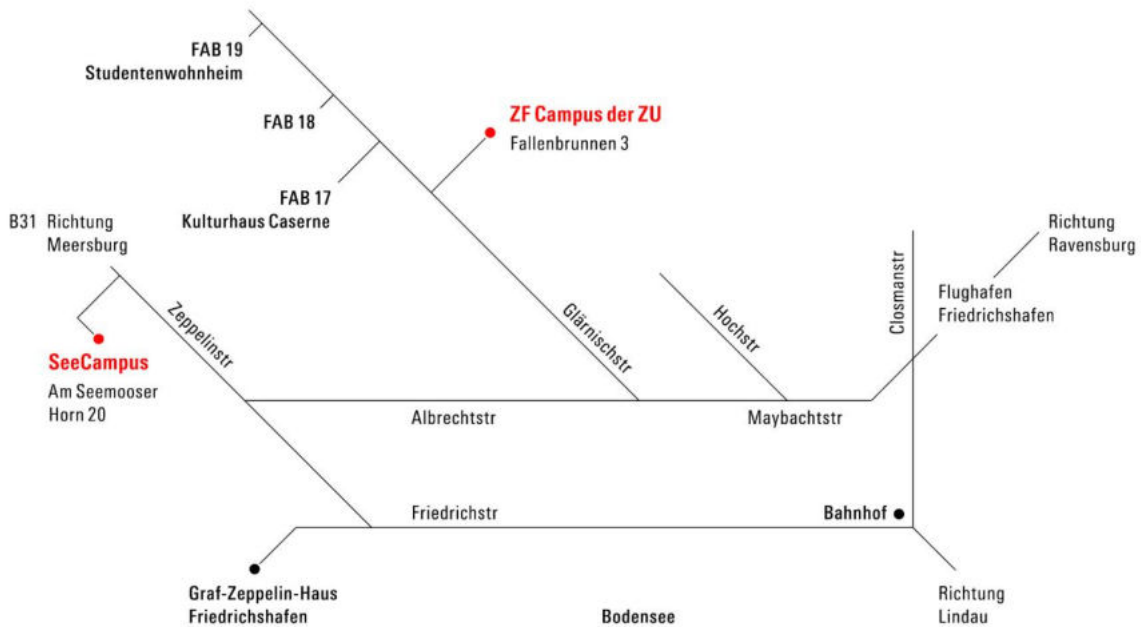 FAB 19
Studentenwohnheim
FAB 18
ZF Campus der ZU
Fallenbrunnen 3
FAB 17
Kulturhaus Caserne
B31 Richtung
Meersburg
Richtung
Ravensburg
Closmanstr
Flughafen
Friedrichshafen
Zeppelinstr
Glärnischstr
Hochstr
SeeCampus
Am Seemooser
Horn 20
Albrechtstr
Maybachtstr
Friedrichstr
Bahnhof
Graf-Zeppelin-Haus
Friedrichshafen
Bodensee
Richtung
Lindau